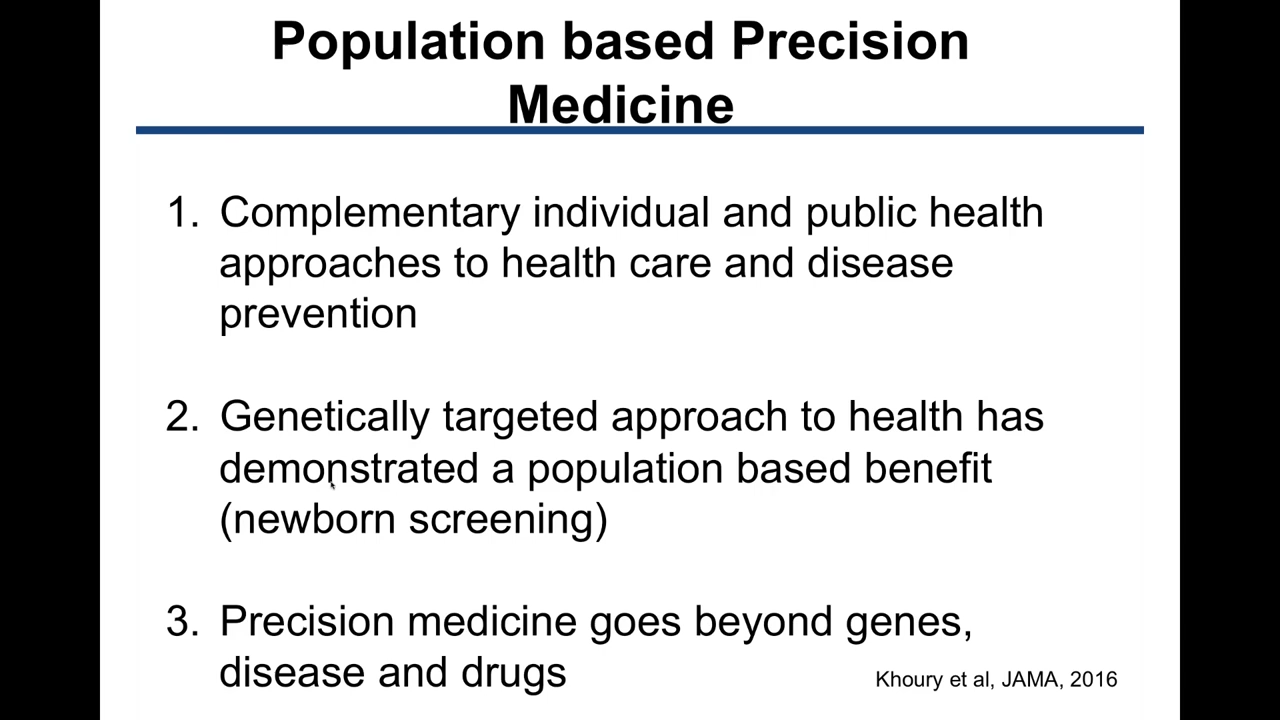 Population based Precision
Medicine
1. Complementary individual and public health
approaches to health care and disease
prevention
2. Genetically targeted approach to health has
demonstrated a population based benefit
(newborn screening)
3. Precision medicine goes beyond genes,
disease and drugs
Khoury et al, JAMA, 2016